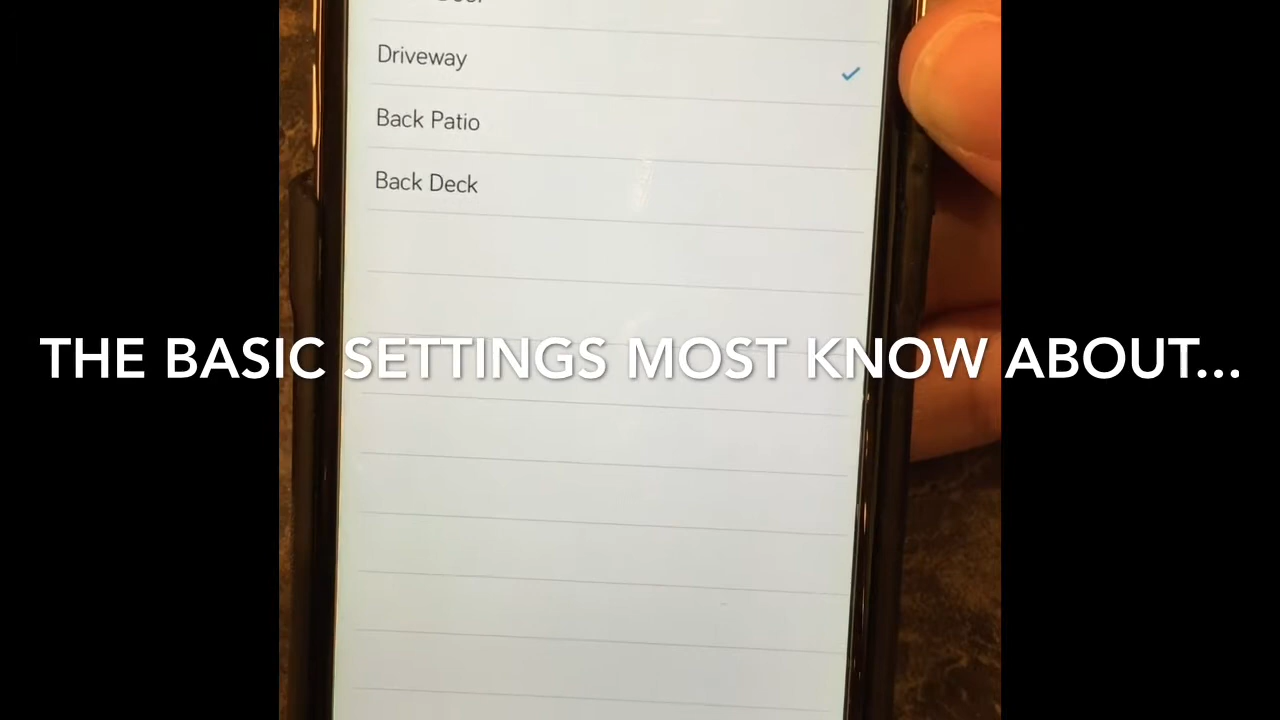 Driveway
Back Patio
Back Deck
THE BASIC SETTINGS MOST KNOW ABOUT...